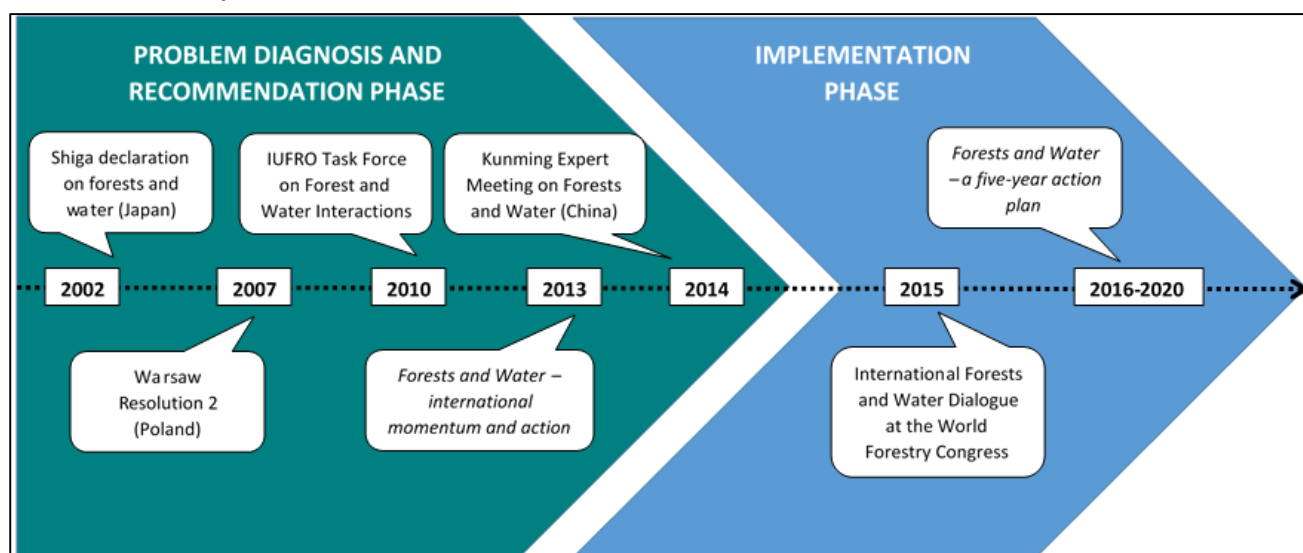 PROBLEM DIAGNOSIS AND
RECOMMENDATION PHASE
IMPLEMENTATION
PHASE
Shiga declaration
on forests and
water (Japan)
IUFRO Task Force
on Forest and
Water Interactions
Kunming Expert
Meeting on Forests
and Water (China)
Forests and Water
– a five-year action
plan
2002
2007
2010
2013
2014
2015
2016-2020
Warsaw
Resolution 2
(Poland)
Forests and Water –
international
momentum and action
International Forests
and Water Dialogue
at the World
Forestry Congress